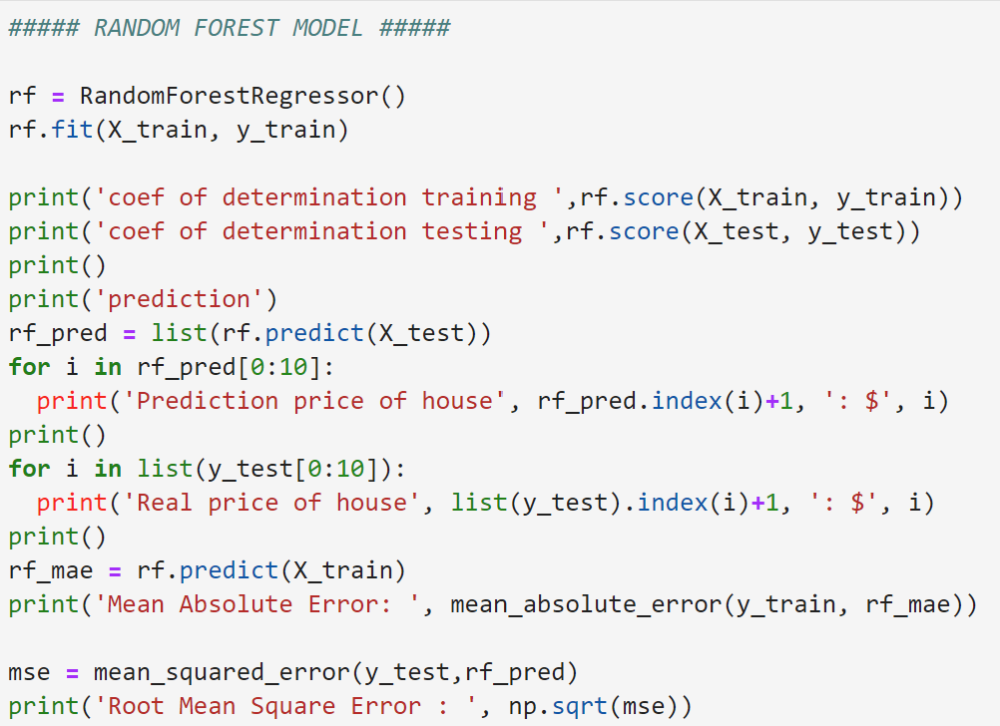 ##### RANDOM FOREST MODEL #####
rf = RandomForestRegressor()
rf.fit(X_train, y_train)
print('coef of determination training ',rf.score(X_train, y_train))
print('coef of determination testing ',rf.score(X_test, y_test))
print()
print('prediction')
rf_pred = list(rf.predict(X_test))
for i in rf_pred[0:10]:
  print('Prediction price of house', rf_pred.index(i)+1, ': $', i)
print()
for i in list(y_test[0:10]):
  print('Real price of house', list(y_test).index(i)+1, ': $', i)
print()
rf_mae = rf.predict(X_train)
print('Mean Absolute Error: ', mean_absolute_error(y_train, rf_mae))
mse = mean_squared_error(y_test,rf_pred)
print('Root Mean Square Error : ', np.sqrt(mse))